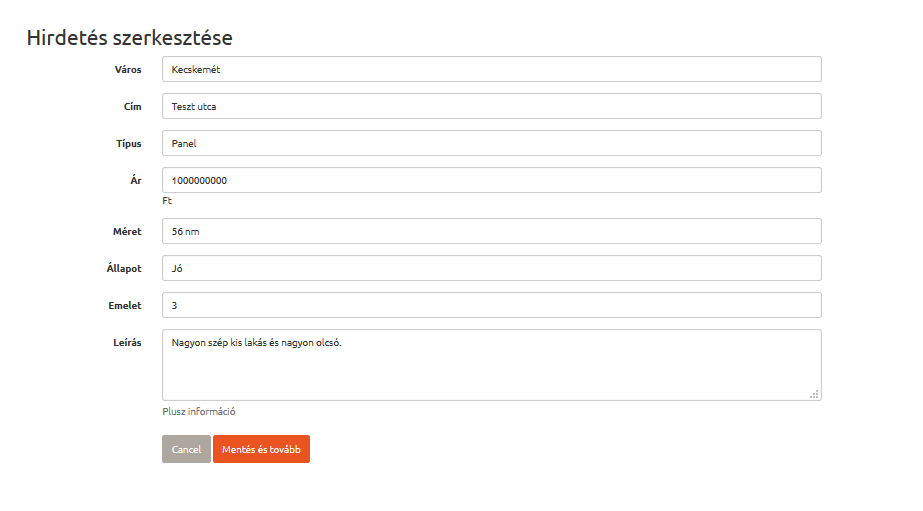 Hirdetés szerkesztése
Város Kecskemét
Cím Teszt utca
Típus Panel
Ár 1000000000
Ft
Méret 56 nm
Állapot Jó
Emelet 3
Leírás Nagyon szép kis lakás és nagyon olcsó.
Plusz információ
Cancel Mentés és tovább